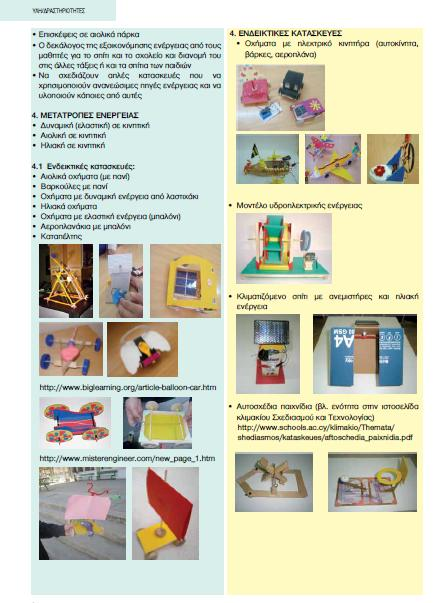 ΥΛΗ/ΔΡΑΣΤΗΡΙΟΤΗΤΕΣ
• Επισκέψεις σε αιολικά πάρκα
• Ο δεκάλογος της εξοικονόμησης ενέργειας από τους
μαθητές για το σπίτι και το σχολείο και διανομή του
στις άλλες τάξεις ή και τα σπίτια των παιδιών
• Να σχεδιάζουν απλές κατασκευές που να
χρησιμοποιούν ανανεώσιμες πηγές ενέργειας και να
υλοποιούν κάποιες από αυτές
4. ΜΕΤΑΤΡΟΠΕΣ ΕΝΕΡΓΕΙΑΣ
• Δυναμική (ελαστική) σε κινητική
• Αιολική σε κινητική
• Ηλιακή σε κινητική
4.1 Ενδεικτικές κατασκευές:
• Αιολικά οχήματα (με πανί)
• Βαρκούλες με πανί
• Οχήματα με δυναμική ενέργεια από λαστιχάκι
• Ηλιακά οχήματα
• Οχήματα με ελαστική ενέργεια (μπαλόνι)
• Αεροπλανάκια με μπαλόνι
• Καταπέλτης
http://www.biglearning.org/article-balloon-car.htm
http://www.misterengineer.com/new_page_1.htm
4. ΕΝΔΕΙΚΤΙΚΕΣ ΚΑΤΑΣΚΕΥΕΣ
• Οχήματα με ηλεκτρικό κινητήρα (αυτοκίνητα,
βάρκες, αεροπλάνα)
• Μοντέλο υδροηλεκτρικής ενέργειας
• Κλιματιζόμενο σπίτι με ανεμιστήρες και ηλιακή
ενέργεια
A4
80 GSM
• Αυτοσχέδια παιχνίδια (βλ. ενότητα στην ιστοσελίδα
κλιμακίου Σχεδιασμού και Τεχνολογίας)
http://www.schools.ac.cy/klimakio/Themata/
shediasmos/kataskeues/aftoschedia_paixnidia.pdf